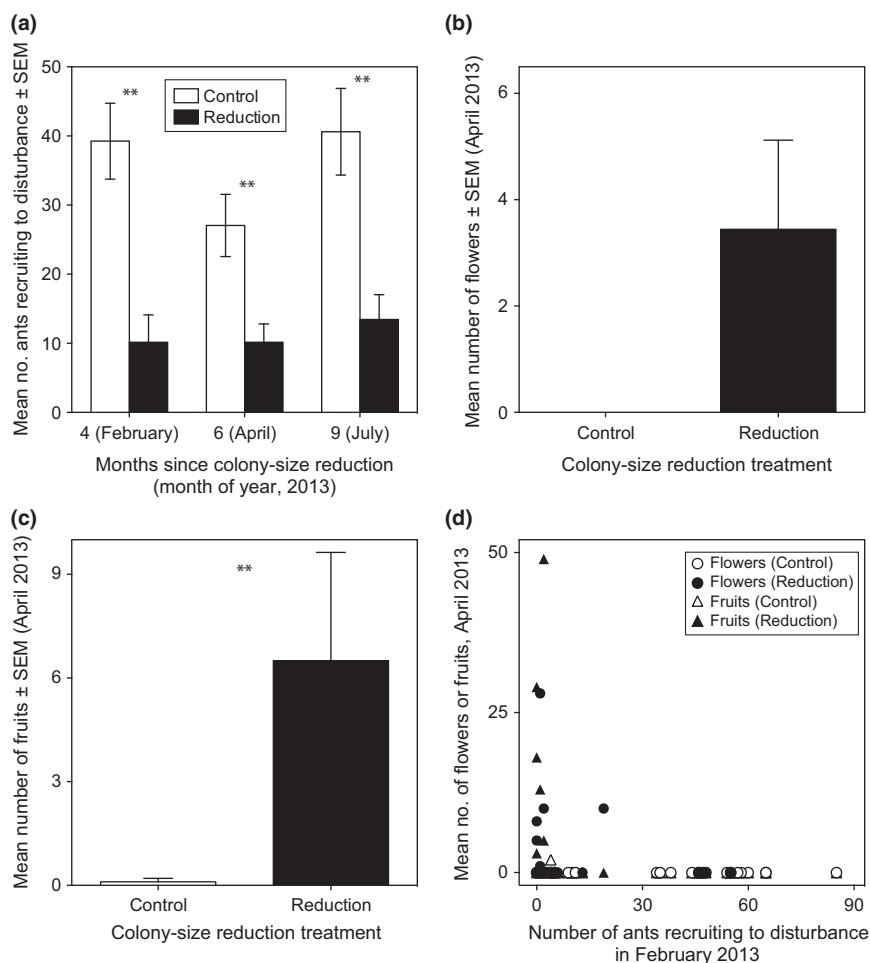 (a)
Mean no. ants recruiting to disturbance ± SEM
50
40
30
20
10
0
Control
Reduction
**
**
**
4 (February)
6 (April)
9 (July)
Months since colony-size reduction
(month of year, 2013)
(b)
Mean number of flowers ± SEM (April 2013)
6
4
2
0
Control
Reduction
Colony-size reduction treatment
(c)
Mean number of fruits ± SEM (April 2013)
9
6
3
0
**
Control
Reduction
Colony-size reduction treatment
(d)
Mean no. of flowers or fruits, April 2013
50
25
0
Flowers (Control)
Flowers (Reduction)
Fruits (Control)
Fruits (Reduction)
0
30
60
90
Number of ants recruiting to disturbance
in February 2013